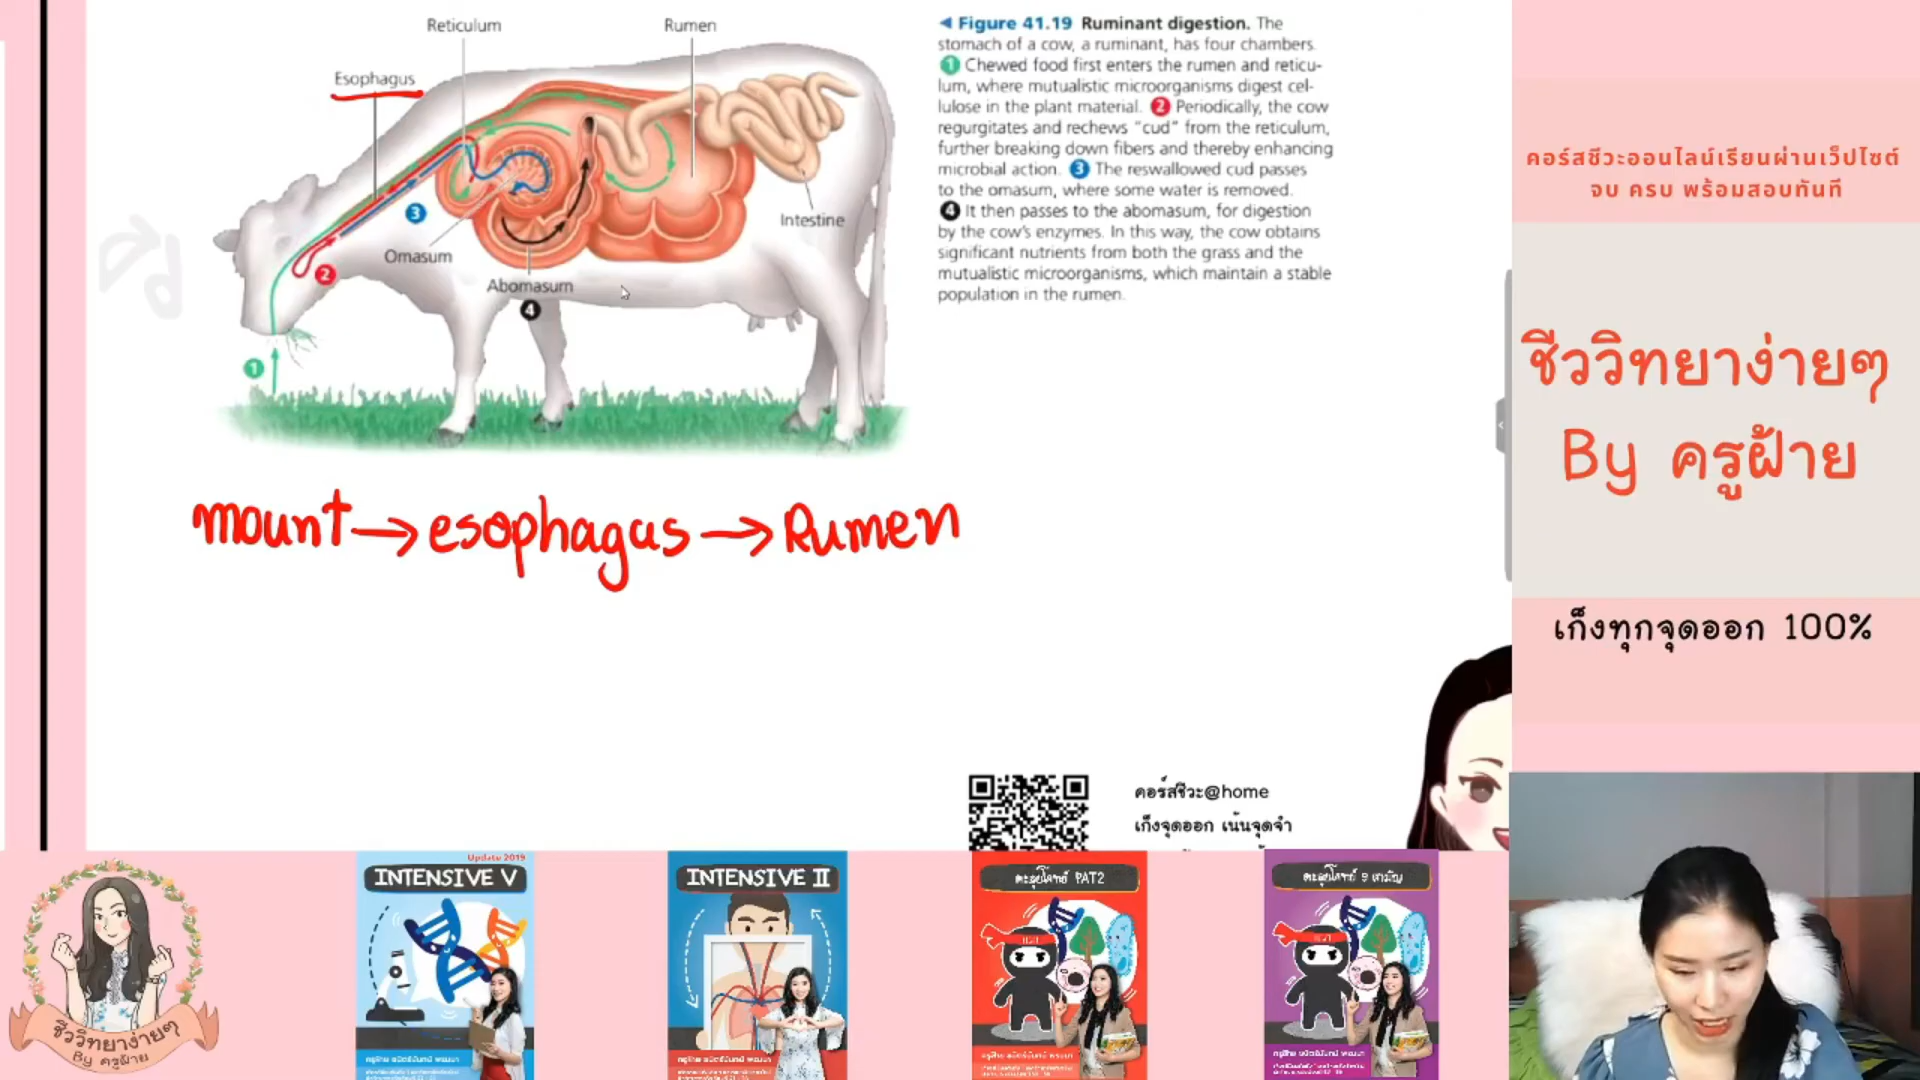 Reticulum
Rumen
Esophagus
Omasum
Abomasum
Intestine
1
2
3
4
◄ Figure 41.19 Ruminant digestion. The
stomach of a cow, a ruminant, has four chambers.
1 Chewed food first enters the rumen and reticu-
lum, where mutualistic microorganisms digest cel-
lulose in the plant material. 2 Periodically, the cow
regurgitates and rechews "cud" from the reticulum,
further breaking down fibers and thereby enhancing
microbial action. 3 The reswallowed cud passes
to the omasum, where some water is removed.
4 It then passes to the abomasum, for digestion
by the cow's enzymes. In this way, the cow obtains
significant nutrients from both the grass and the
mutualistic microorganisms, which maintain a stable
population in the rumen.
mount → esophagus → Rumen
คอร์สชีวะออนไลน์เรียนผ่านเว็ปไซต์
จบ ครบ พร้อมสอบทันที
ชีววิทยาง่ายๆ
By ครูฝ้าย
เก็งทุกจุดออก 100%
คอร์สชีวะ@home
เก็งจุดออก เน้นจุดจำ
ชีววิทยาง่ายๆ
By ครูฝ้าย
Update 2019
INTENSIVE V
INTENSIVE II
ตะลุยโจทย์ PAT2
ตะลุยโจทย์ 9 สามัญ